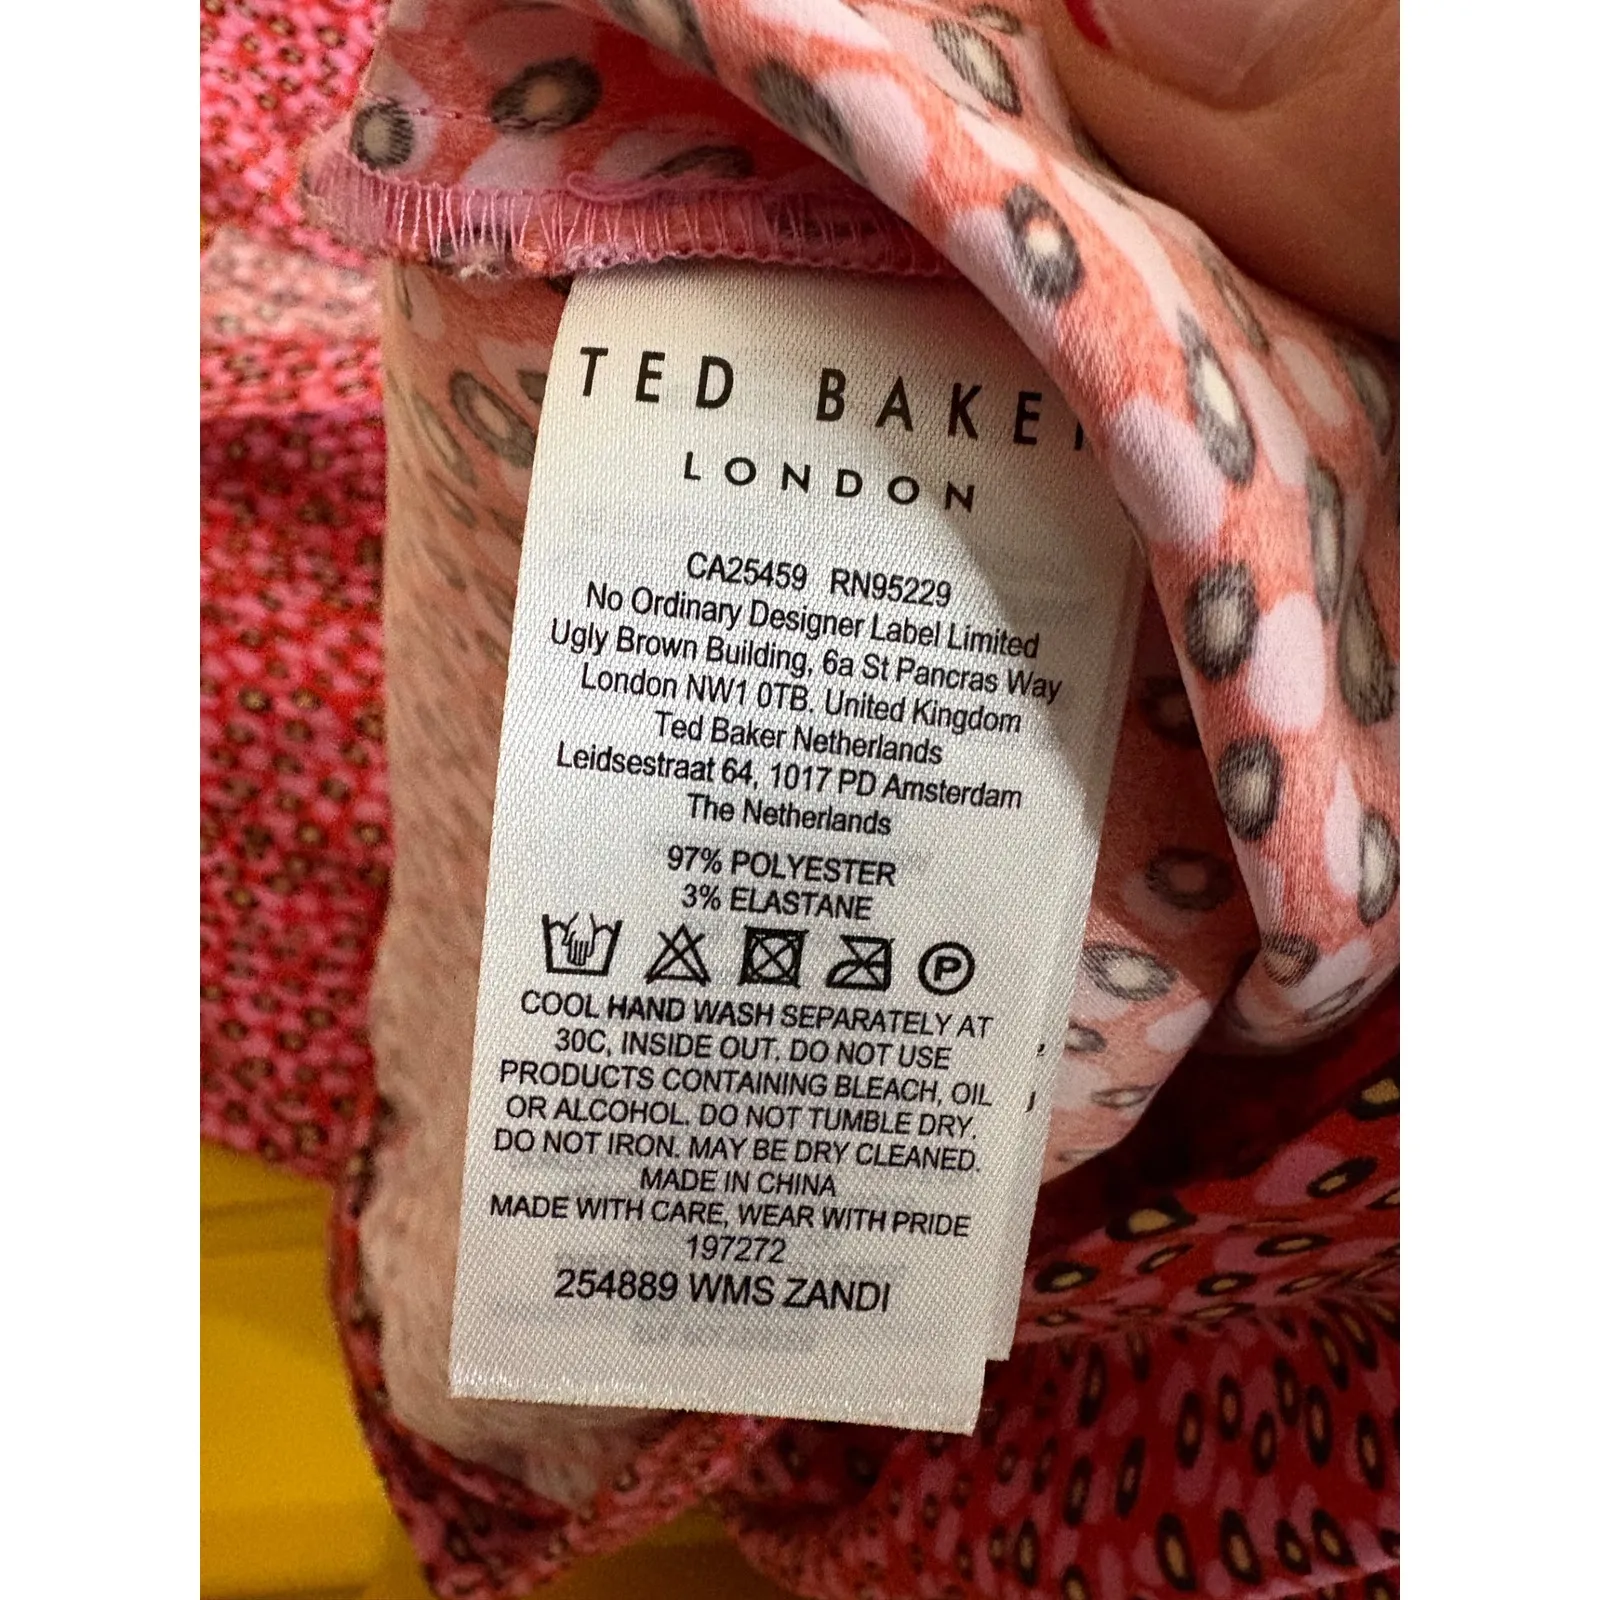 TED BAKER
LONDON
CA25459 RN95229
No Ordinary Designer Label Limited
Ugly Brown Building, 6a St Pancras Way
London NW1 0TB. United Kingdom
Ted Baker Netherlands
Leidsestraat 64, 1017 PD Amsterdam
The Netherlands
97% POLYESTER
3% ELASTANE
P
COOL HAND WASH SEPARATELY AT
30C, INSIDE OUT. DO NOT USE
PRODUCTS CONTAINING BLEACH, OIL
OR ALCOHOL. DO NOT TUMBLE DRY.
DO NOT IRON. MAY BE DRY CLEANED.
MADE IN CHINA
MADE WITH CARE, WEAR WITH PRIDE
197272
254889 WMS ZANDI